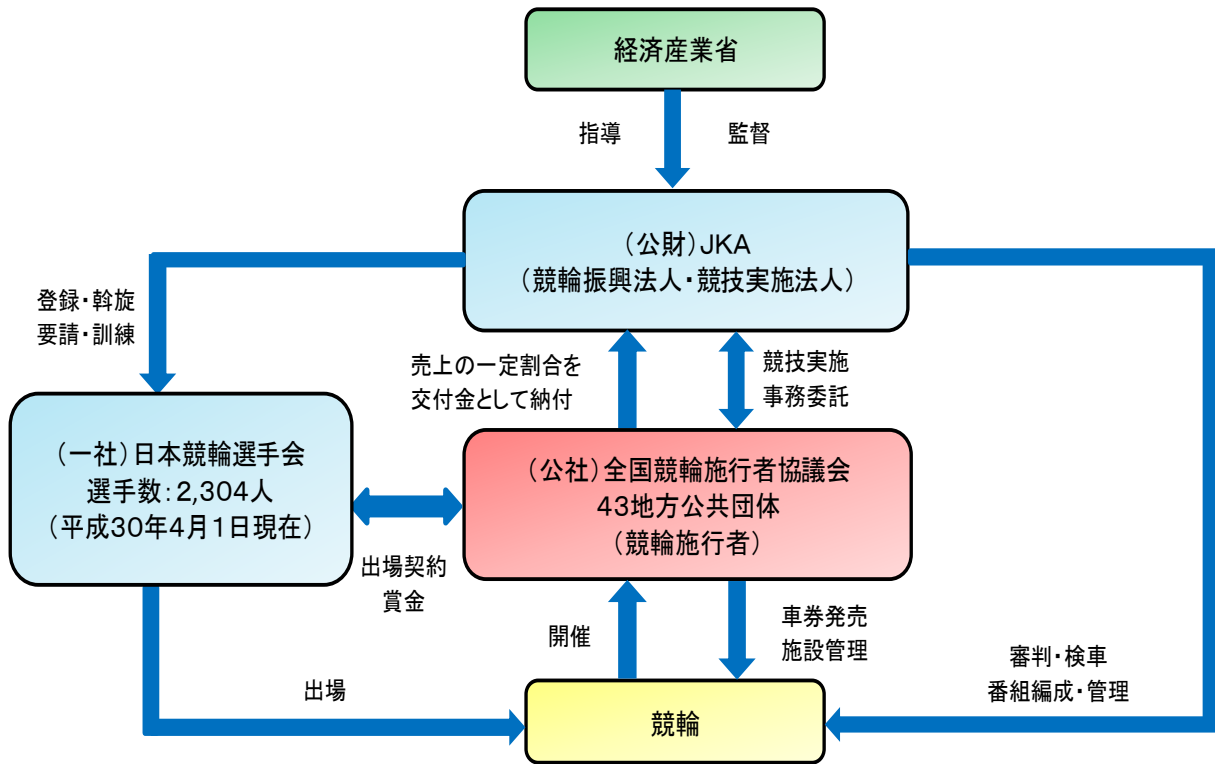 経済産業省
指導
監督
（公財）JKA
（競輪振興法人・競技実施法人）
登録・斡旋
要請・訓練
売上の一定割合を
交付金として納付
競技実施
事務委託
（一社）日本競輪選手会
選手数：2,304人
（平成30年4月1日現在）
（公社）全国競輪施行者協議会
43地方公共団体
（競輪施行者）
出場契約
賞金
開催
車券発売
施設管理
審判・検車
番組編成・管理
出場
競輪